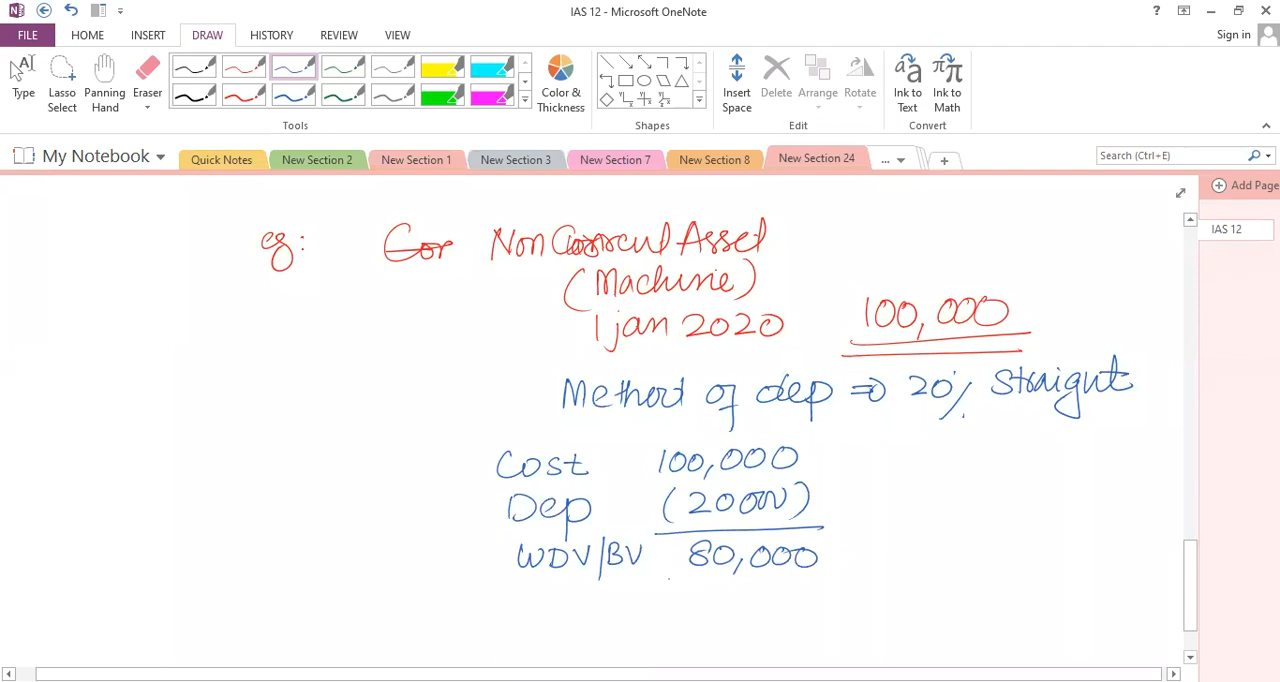 IAS 12 - Microsoft OneNote
Sign in
FILE HOME INSERT DRAW HISTORY REVIEW VIEW
Type
Lasso Select
Panning Hand
Eraser
Color & Thickness
Insert Space
Delete
Arrange
Rotate
Ink to Text
Ink to Math
Tools Shapes Edit Convert
My Notebook Quick Notes New Section 2 New Section 1 New Section 3 New Section 7 New Section 8 New Section 24 ... Search (Ctrl+E)
Add Page
IAS 12
eg: Non Asset
(Machine)
1 jan 2020 100,000
Method of dep ⇒ 20% Straight
Cost 100,000
Dep (20000)
WDV/BV 80,000